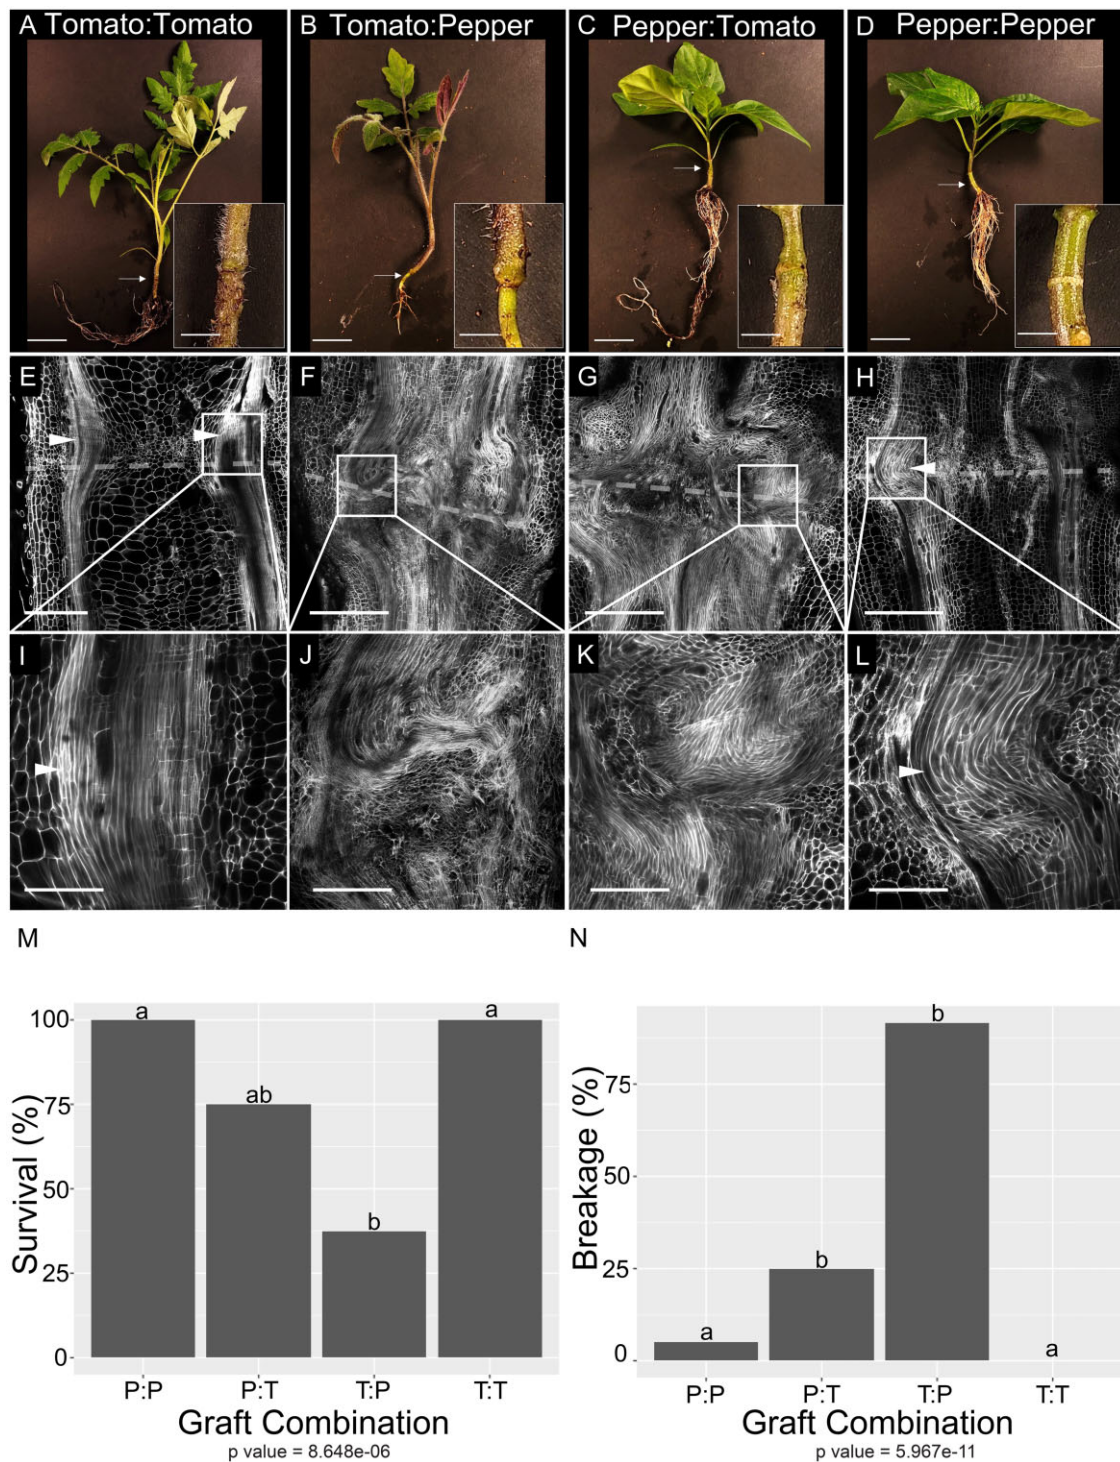 A Tomato:Tomato
B Tomato:Pepper
C Pepper:Tomato
D Pepper:Pepper
E
F
G
H
I
J
K
L
M
N
100
75
50
25
0
Survival (%)
a
ab
b
a
P:P
P:T
T:P
T:T
Graft Combination
p value = 8.648e-06
75
50
25
0
Breakage (%)
a
b
b
a
P:P
P:T
T:P
T:T
Graft Combination
p value = 5.967e-11